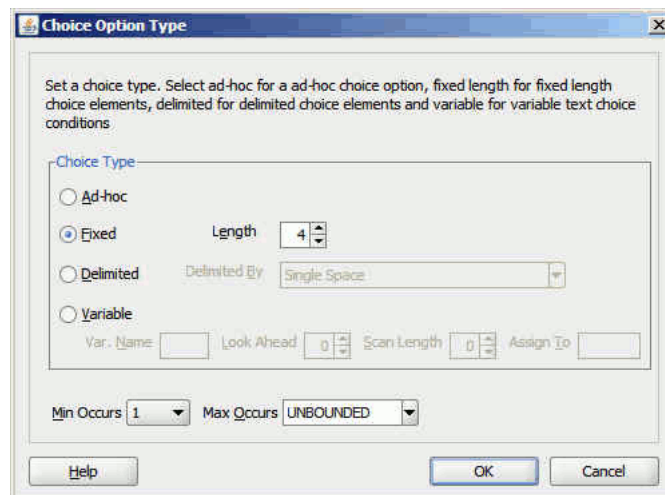 Choice Option Type
Set a choice type. Select ad-hoc for a ad-hoc choice option, fixed length for fixed length
choice elements, delimited for delimited choice elements and variable for variable text choice
conditions
Choice Type
Ad-hoc
Fixed Length 4
Delimited Delimited By Single Space
Variable
Var. Name Look Ahead 0 Scan Length 0 Assign To
Min Occurs 1 Max Occurs UNBOUNDED
Help OK Cancel